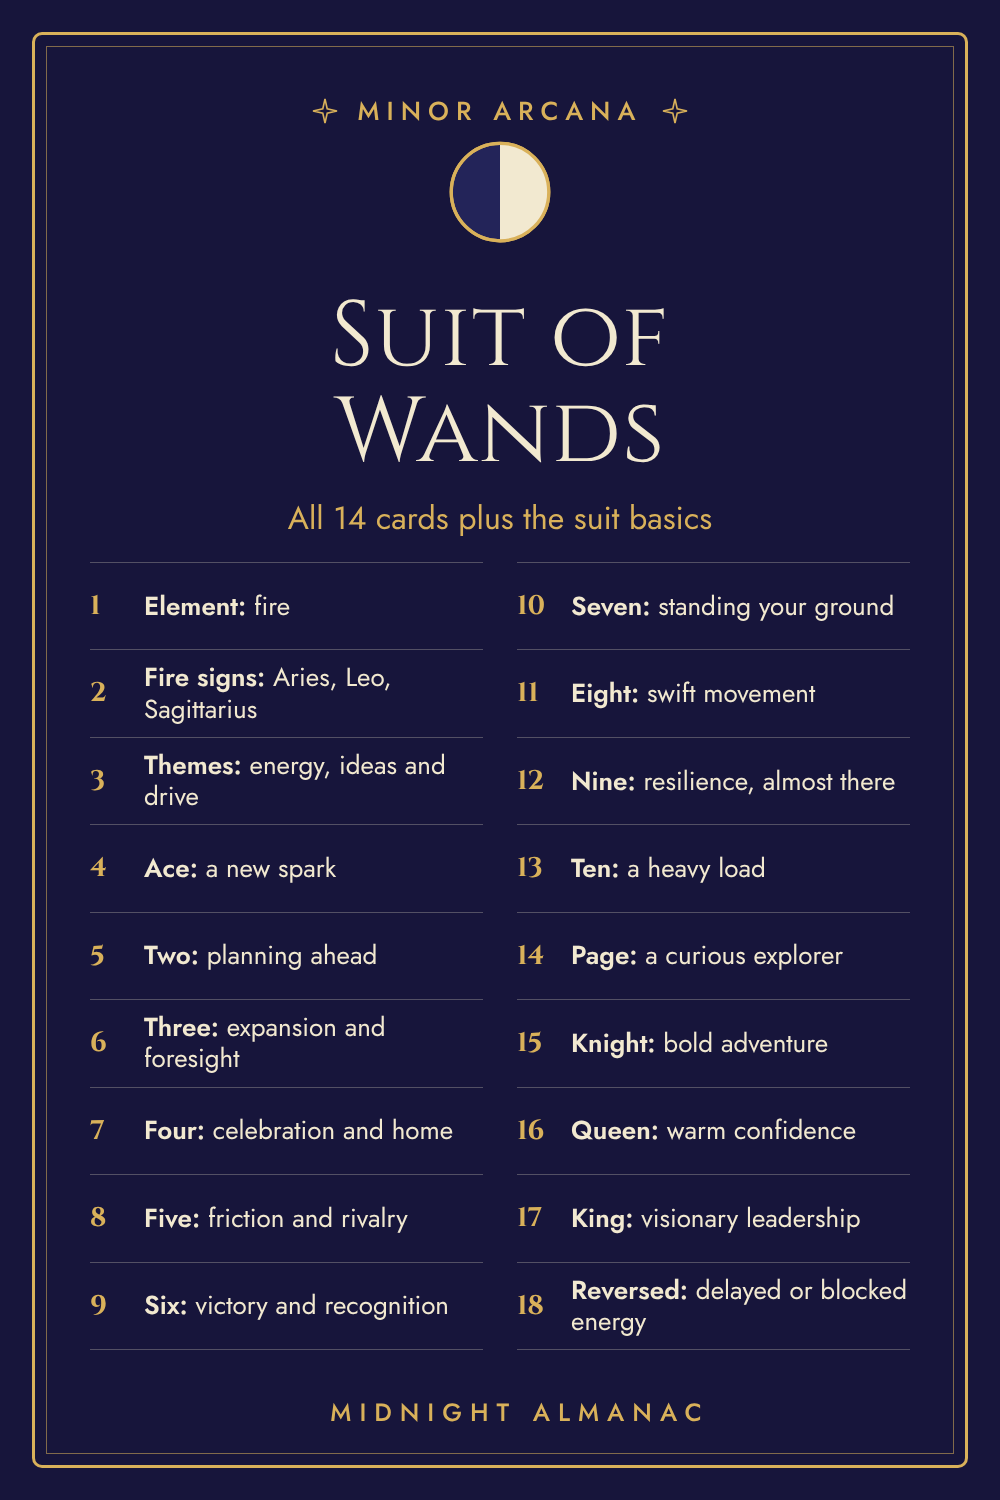 MINOR ARCANA
SUIT OF
WANDS
All 14 cards plus the suit basics
1 Element: fire
2 Fire signs: Aries, Leo,
Sagittarius
3 Themes: energy, ideas and
drive
4 Ace: a new spark
5 Two: planning ahead
6 Three: expansion and
foresight
7 Four: celebration and home
8 Five: friction and rivalry
9 Six: victory and recognition
10 Seven: standing your ground
11 Eight: swift movement
12 Nine: resilience, almost there
13 Ten: a heavy load
14 Page: a curious explorer
15 Knight: bold adventure
16 Queen: warm confidence
17 King: visionary leadership
18 Reversed: delayed or blocked
energy
MIDNIGHT ALMANAC